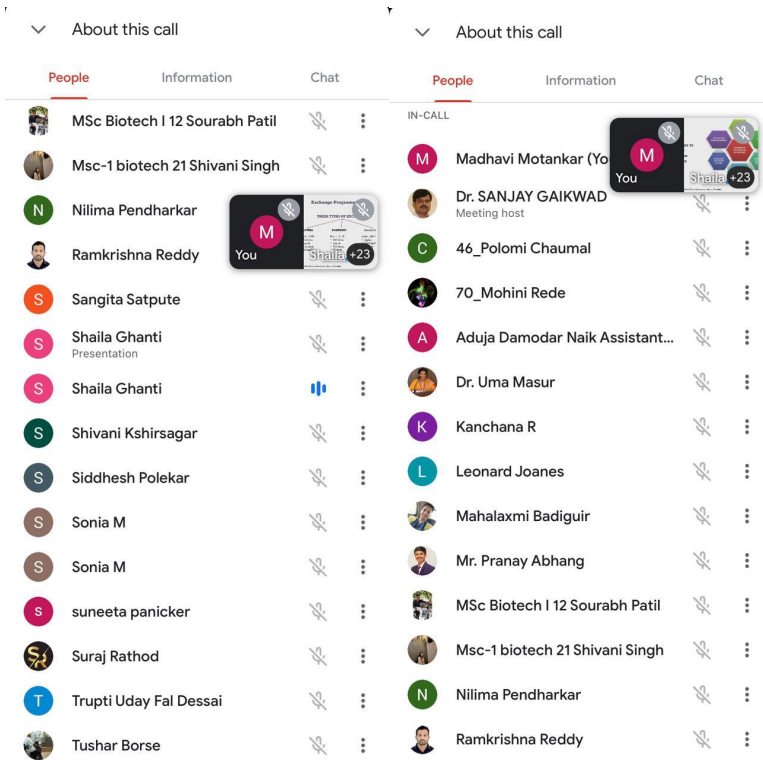 About this call
People Information Chat
MSc Biotech I 12 Sourabh Patil
Msc-1 biotech 21 Shivani Singh
N Nilima Pendharkar
Ramkrishna Reddy
Exchange Programme
M
You
Shaila +23
S Sangita Satpute
S Shaila Ghanti
Presentation
S Shaila Ghanti
S Shivani Kshirsagar
S Siddhesh Polekar
S Sonia M
S Sonia M
s suneeta panicker
SR Suraj Rathod
T Trupti Uday Fal Dessai
Tushar Borse
About this call
People Information Chat
IN-CALL
M Madhavi Motankar (Yo
M
You
Shaila +23
Dr. SANJAY GAIKWAD
Meeting host
C 46_Polomi Chaumal
70_Mohini Rede
A Aduja Damodar Naik Assistant...
Dr. Uma Masur
K Kanchana R
L Leonard Joanes
Mahalaxmi Badiguir
Mr. Pranay Abhang
MSc Biotech I 12 Sourabh Patil
Msc-1 biotech 21 Shivani Singh
N Nilima Pendharkar
Ramkrishna Reddy